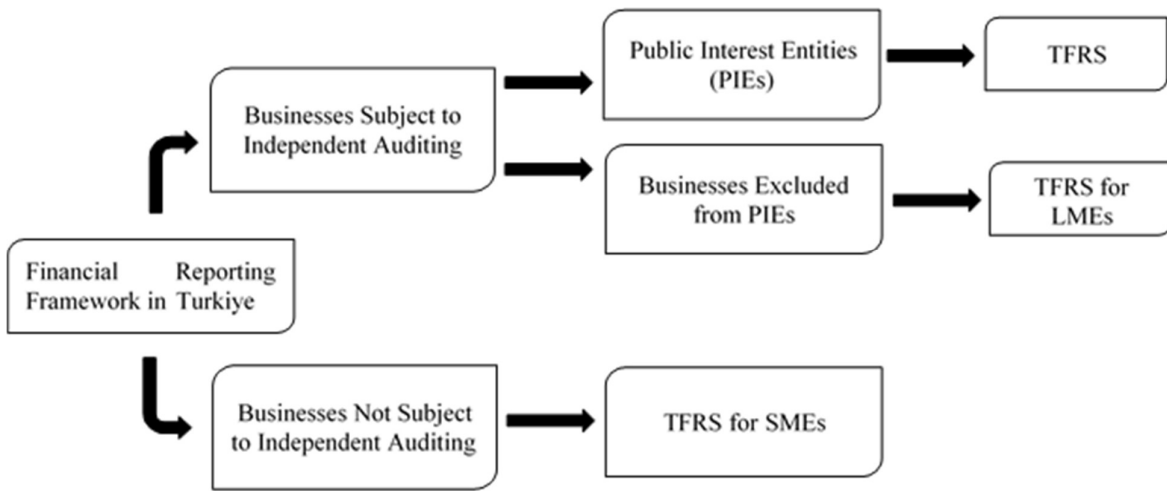 Public Interest Entities
(PIEs)
TFRS
Businesses Subject to
Independent Auditing
Businesses Excluded
from PIEs
TFRS for
LMEs
Financial Reporting
Framework in Turkiye
Businesses Not Subject
to Independent Auditing
TFRS for SMEs